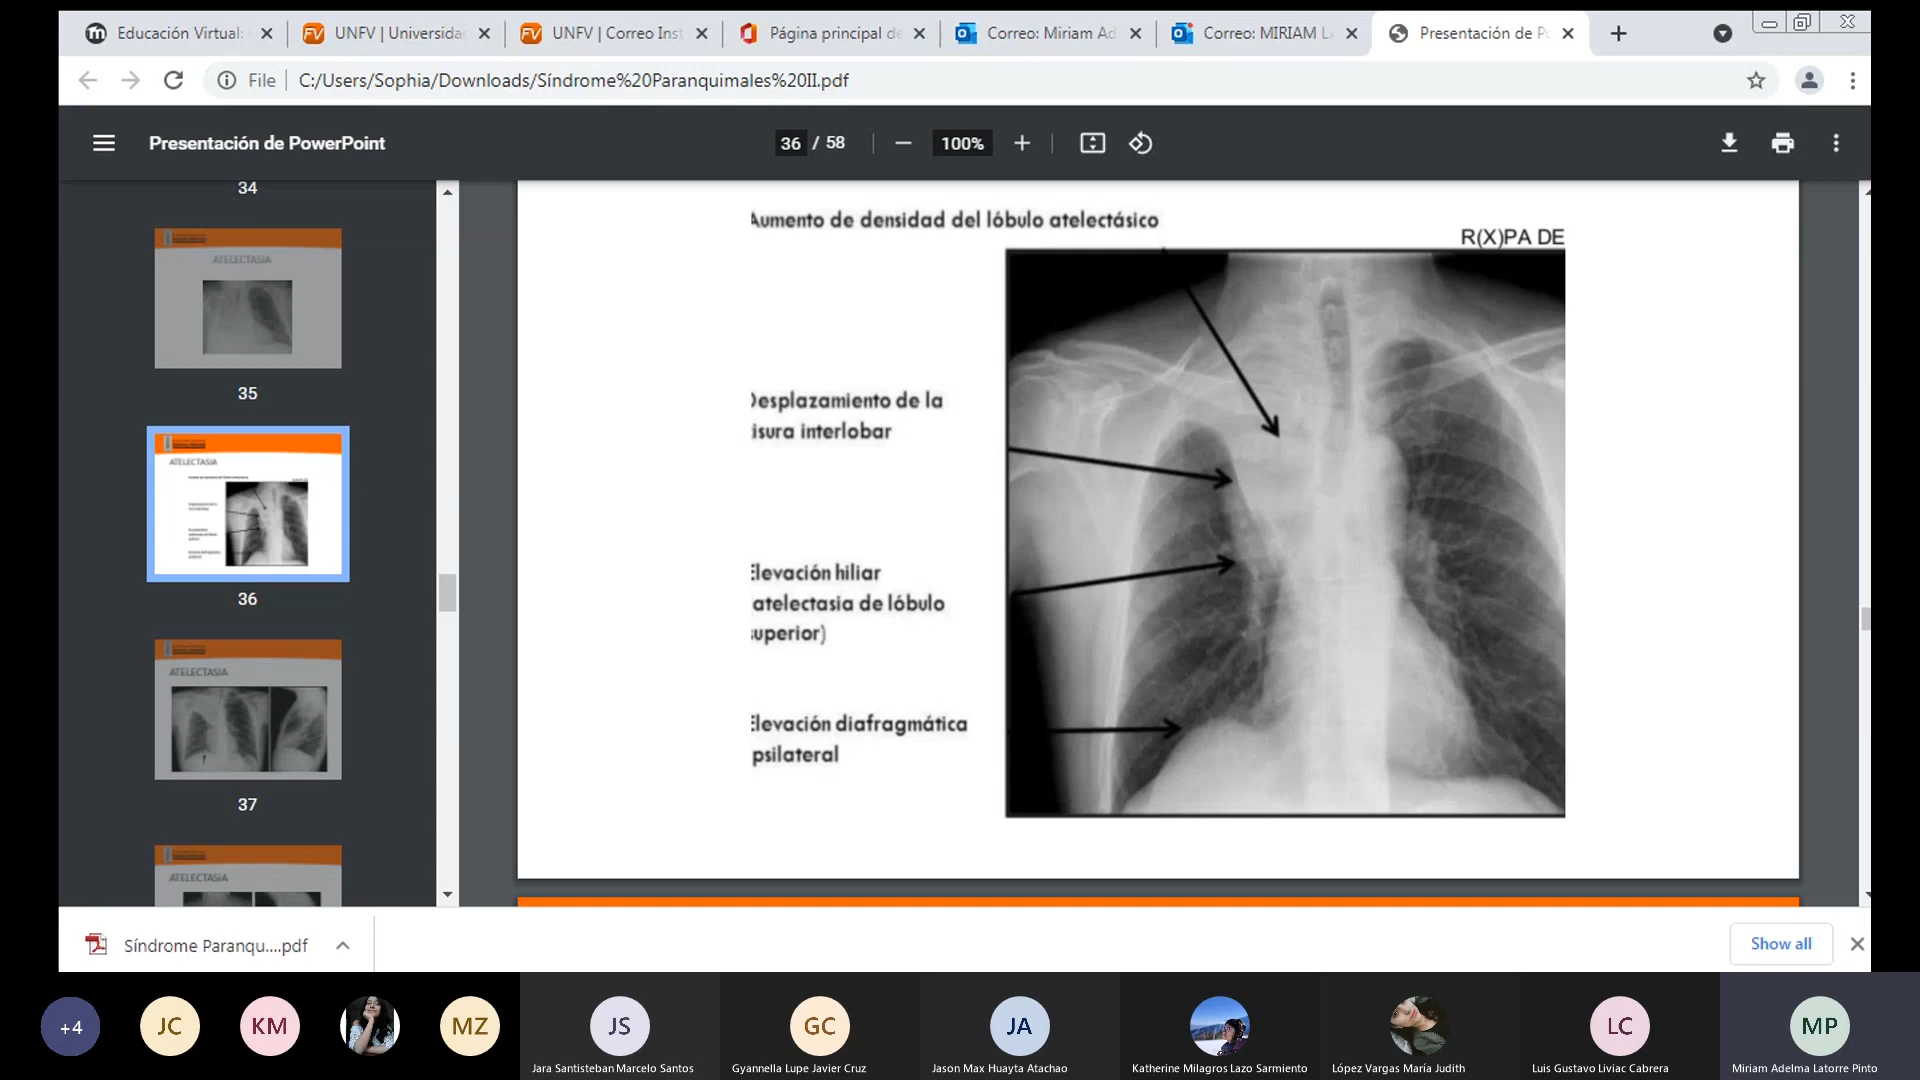 Educación Virtual:
UNFV | Universida
UNFV | Correo Inst
Página principal de
Correo: Miriam Ad
Correo: MIRIAM L
Presentación de P
File
C:/Users/Sophia/Downloads/Síndrome%20Paranquimales%20II.pdf
Presentación de PowerPoint
36 / 58
100%
34
ATELECTASIA
35
ATELECTASIA
36
ATELECTASIA
37
ATELECTASIA
Aumento de densidad del lóbulo atelectásico
R(X)PA DE
Desplazamiento de la
isura interlobar
Elevación hiliar
atelectasia de lóbulo
superior)
Elevación diafragmática
psilateral
Síndrome Paranqu....pdf
Show all
+4
JC
KM
MZ
JS
GC
JA
LC
MP
Jara Santisteban Marcelo Santos
Gyannella Lupe Javier Cruz
Jason Max Huayta Atachao
Katherine Milagros Lazo Sarmiento
López Vargas María Judith
Luis Gustavo Liviac Cabrera
Miriam Adelma Latorre Pinto